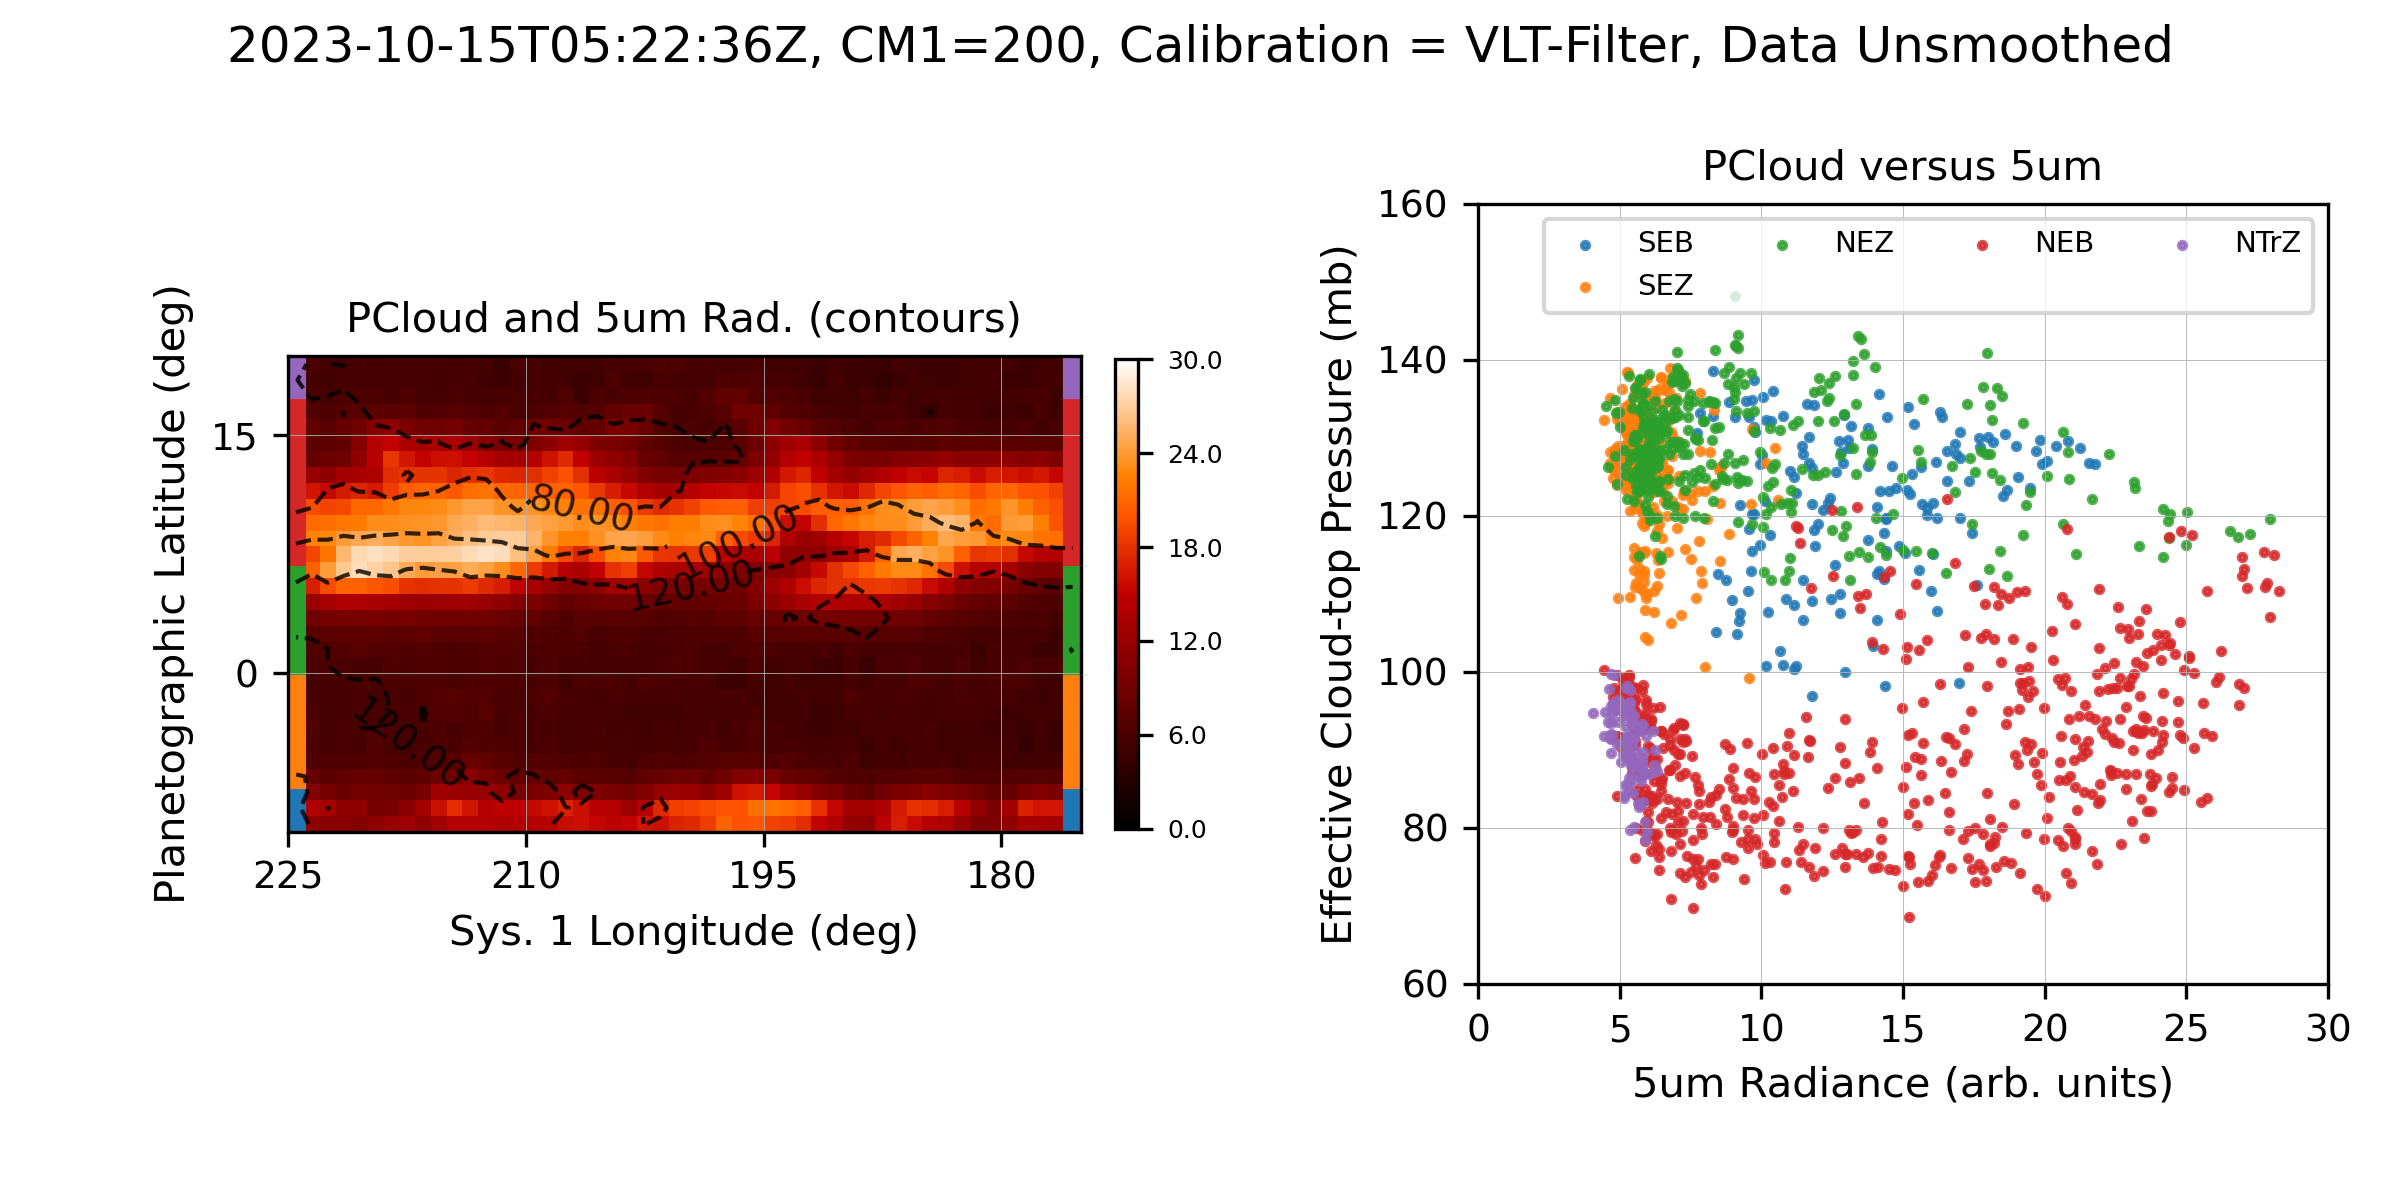 2023-10-15T05:22:36Z, CM1=200, Calibration = VLT-Filter, Data Unsmoothed
PCloud and 5um Rad. (contours)
Planetographic Latitude (deg)
15
0
80.00
100.00
120.00
120.00
225
210
195
180
Sys. 1 Longitude (deg)
30.0
24.0
18.0
12.0
6.0
0.0
PCloud versus 5um
Effective Cloud-top Pressure (mb)
160
140
120
100
80
60
SEB
NEZ
NEB
NTrZ
SEZ
0
5
10
15
20
25
30
5um Radiance (arb. units)